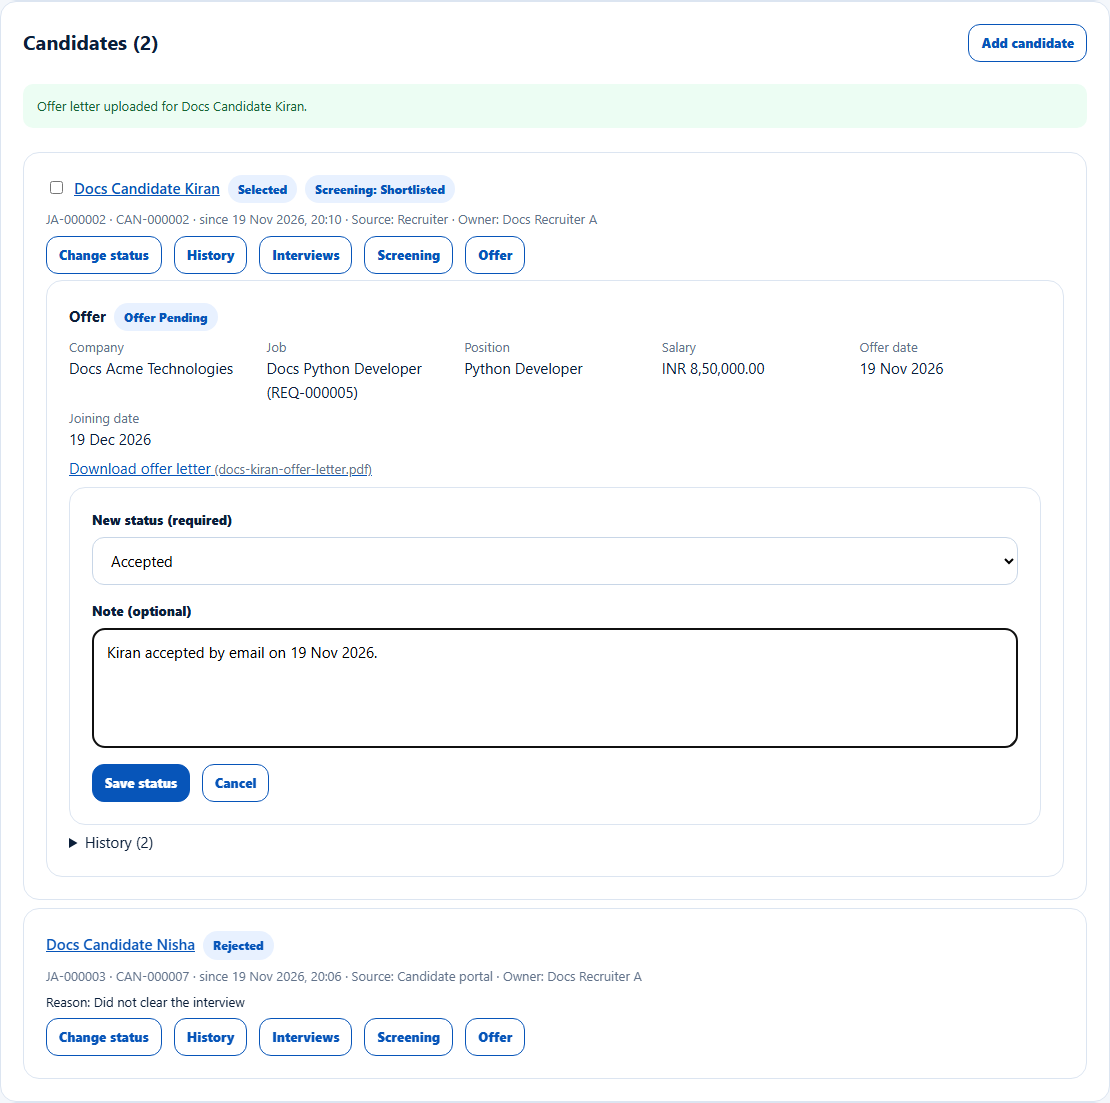 Candidates (2)
Add candidate
Offer letter uploaded for Docs Candidate Kiran.
Docs Candidate Kiran Selected Screening: Shortlisted
JA-000002 · CAN-000002 · since 19 Nov 2026, 20:10 · Source: Recruiter · Owner: Docs Recruiter A
Change status History Interviews Screening Offer
Offer Offer Pending
Company Job Position Salary Offer date
Docs Acme Technologies Docs Python Developer Python Developer INR 8,50,000.00 19 Nov 2026
(REQ-000005)
Joining date
19 Dec 2026
Download offer letter (docs-kiran-offer-letter.pdf)
New status (required)
Accepted
Note (optional)
Kiran accepted by email on 19 Nov 2026.
Save status Cancel
History (2)
Docs Candidate Nisha Rejected
JA-000003 · CAN-000007 · since 19 Nov 2026, 20:06 · Source: Candidate portal · Owner: Docs Recruiter A
Reason: Did not clear the interview
Change status History Interviews Screening Offer